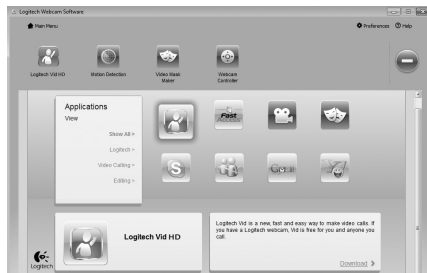 Logitech Webcam Software
Main Menu
Preferences
Help
Logitech Vid HD
Motion Detection
Video Mask
Maker
Webcam
Controller
Applications
View
Show All >
Logitech >
Video Calling >
Editing >
Fast
Access
Logitech Vid HD
Logitech Vid is a new, fast and easy way to make video calls. If
you have a Logitech webcam, Vid is free for you and anyone you
call.
Download
Logitech